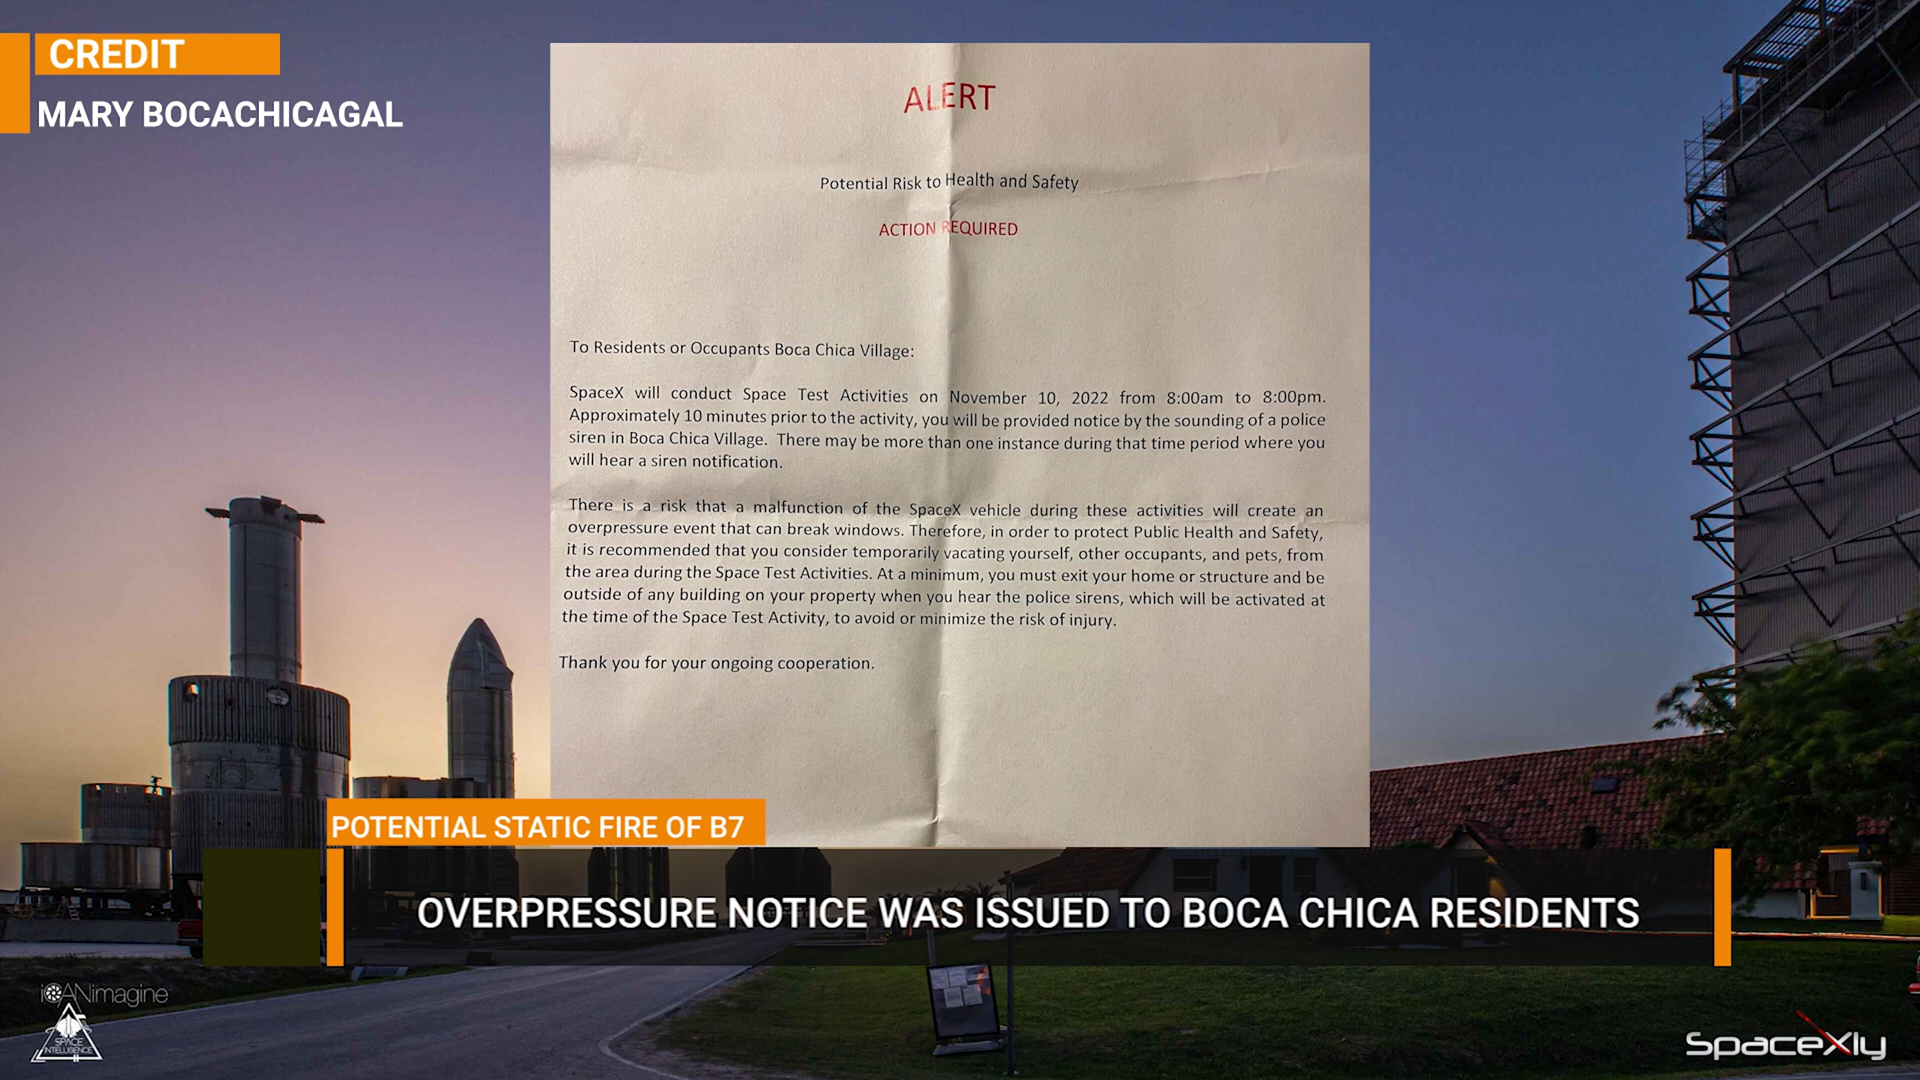 CREDIT
MARY BOCACHICAGAL
ALERT
Potential Risk to Health and Safety
ACTION REQUIRED
To Residents or Occupants Boca Chica Village:
SpaceX will conduct Space Test Activities on November 10, 2022 from 8:00am to 8:00pm.
Approximately 10 minutes prior to the activity, you will be provided notice by the sounding of a police
siren in Boca Chica Village. There may be more than one instance during that time period where you
will hear a siren notification.
There is a risk that a malfunction of the SpaceX vehicle during these activities will create an
overpressure event that can break windows. Therefore, in order to protect Public Health and Safety,
it is recommended that you consider temporarily vacating yourself, other occupants, and pets, from
the area during the Space Test Activities. At a minimum, you must exit your home or structure and be
outside of any building on your property when you hear the police sirens, which will be activated at
the time of the Space Test Activity, to avoid or minimize the risk of injury.
Thank you for your ongoing cooperation.
POTENTIAL STATIC FIRE OF B7
OVERPRESSURE NOTICE WAS ISSUED TO BOCA CHICA RESIDENTS
iCANimagine
SPACE
INTELLIGENCE
SpaceXly